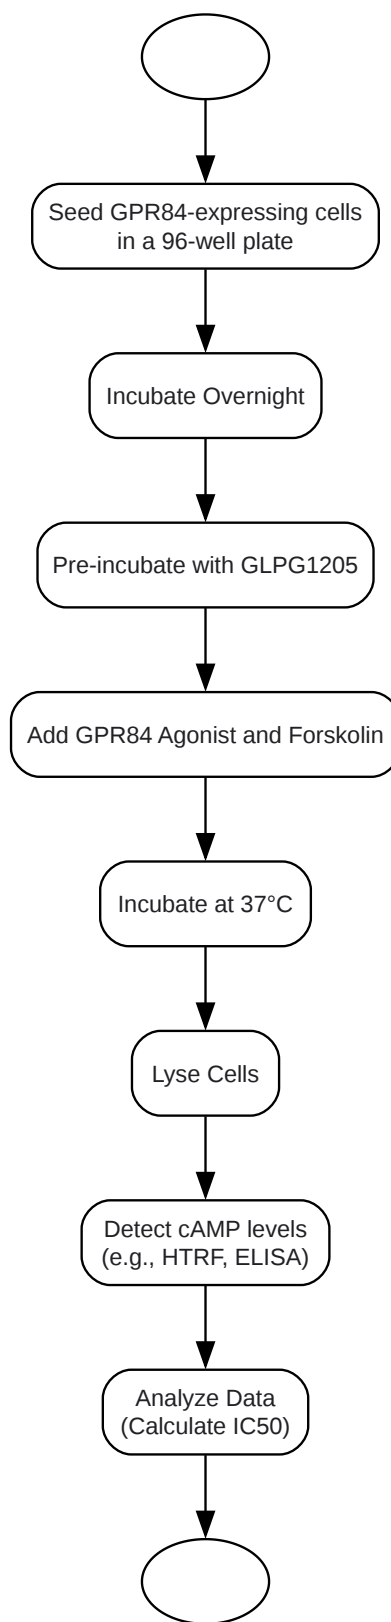 Seed GPR84-expressing cells
in a 96-well plate
Incubate Overnight
Pre-incubate with GLPG1205
Add GPR84 Agonist and Forskolin
Incubate at 37°C
Lyse Cells
Detect cAMP levels
(e.g., HTRF, ELISA)
Analyze Data
(Calculate IC50)